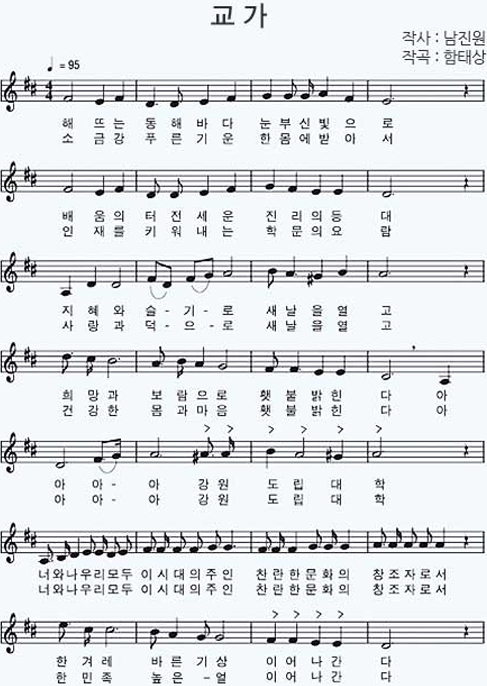 교가
작사 : 남진원
작곡 : 함태상
♩ = 95
4
4
해 뜨 는 동 해 바 다 눈 부 신 빛 으 로
소 금 강 푸 른 기 운 한 몸 에 받 아 서
배 움 의 터 전 세 운 진 리 의 등 대
인 재 를 키 워 내 는 학 문 의 요 람
지 혜 와 슬 - 기 - 로 새 날 을 열 고
사 랑 과 덕 - 으 - 로 새 날 을 열 고
희 망 과 보 람 으 로 횃 불 밝 힌 다 아
건 강 한 몸 과 마 음 횃 불 밝 힌 다 아
아 아 - 아 강 원 도 립 대 학
아 아 - 아 강 원 도 립 대 학
너 와 나 우 리 모 두 이 시 대 의 주 인 찬 란 한 문 화 의 창 조 자 로 서
너 와 나 우 리 모 두 이 시 대 의 주 인 찬 란 한 문 화 의 창 조 자 로 서
한 겨 레 바 른 기 상 이 어 나 간 다
한 민 족 높 은 - 얼 이 어 나 간 다